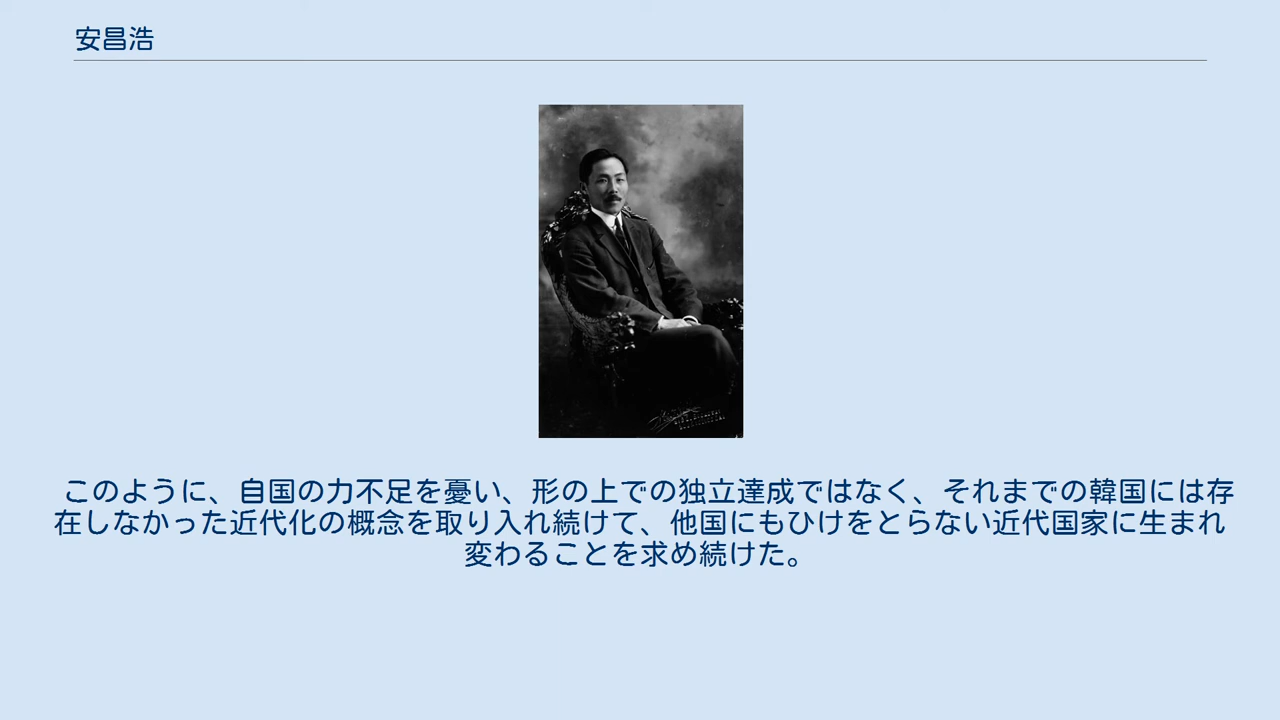 安昌浩
このように、自国の力不足を憂い、形の上での独立達成ではなく、それまでの韓国には存
在しなかった近代化の概念を取り入れ続けて、他国にもひけをとらない近代国家に生まれ
変わることを求め続けた。